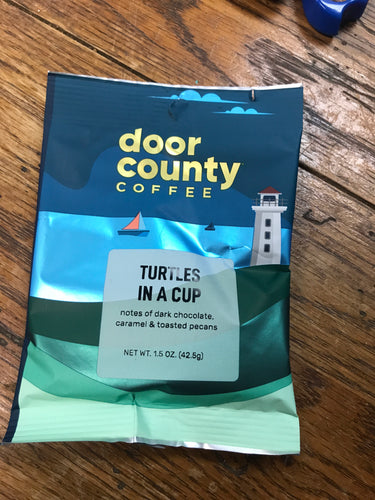 door
county
COFFEE
TURTLES
IN A CUP
notes of dark chocolate,
caramel & toasted pecans
NET WT. 1.5 OZ. (42.5g)